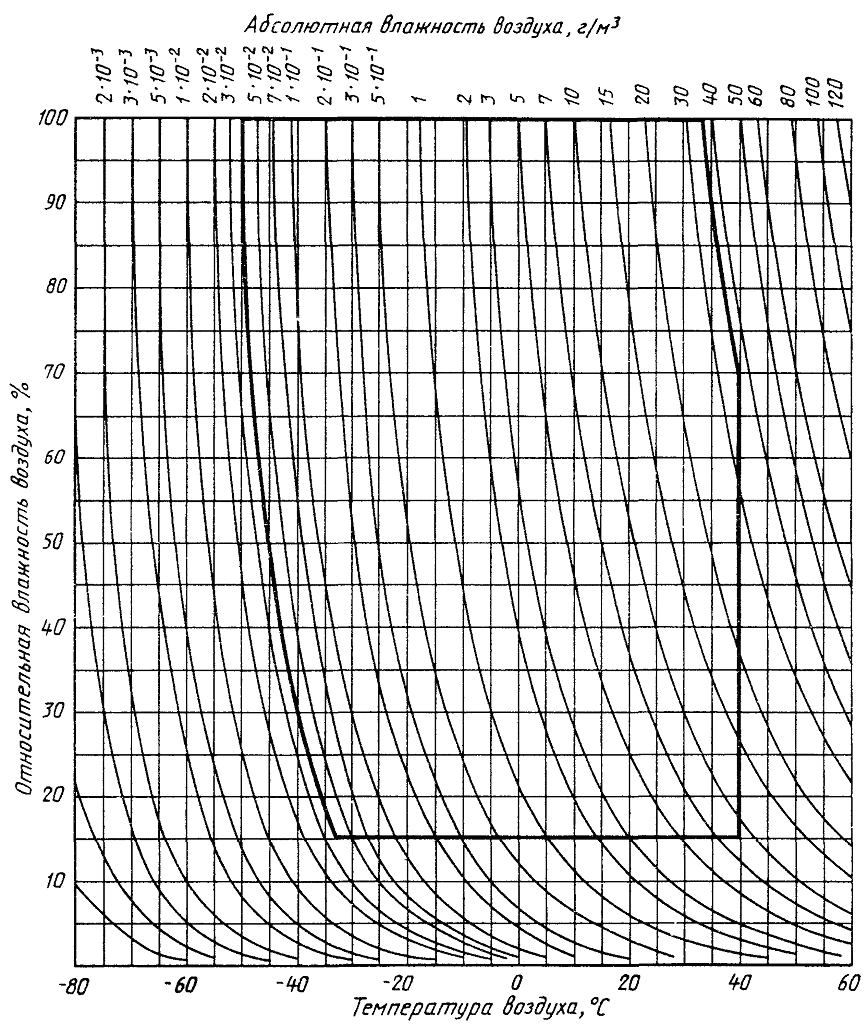 Абсолютная влажность воздуха, г/м³
2·10⁻³ 3·10⁻³ 5·10⁻³ 1·10⁻² 2·10⁻² 3·10⁻² 5·10⁻² 7·10⁻² 1·10⁻¹ 2·10⁻¹ 3·10⁻¹ 5·10⁻¹ 1 2 3 5 7 10 15 20 30 40 50 60 80 100 120
Относительная влажность воздуха, %
100
90
80
70
60
50
40
30
20
10
-80 -60 -40 -20 0 20 40 60
Температура воздуха, °С